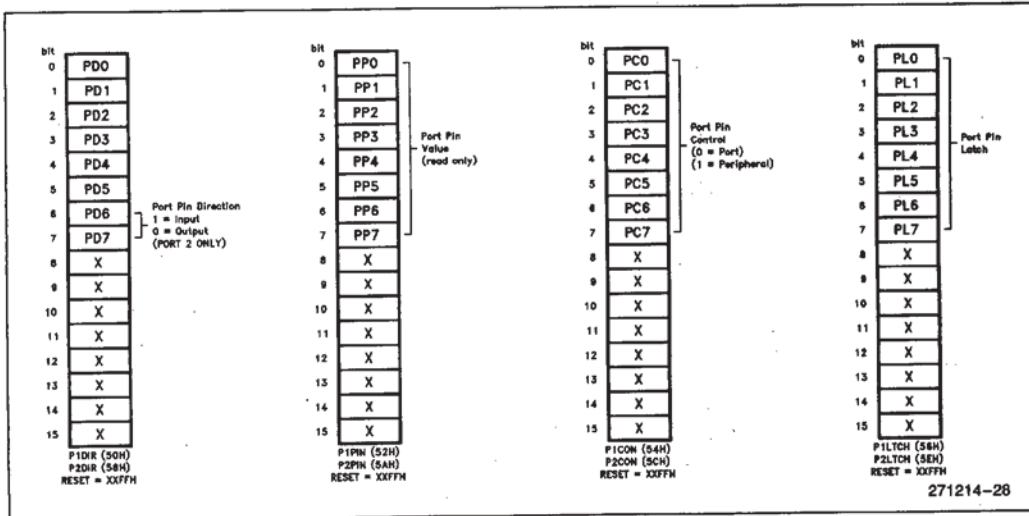 bit
0 PD0
1 PD1
2 PD2
3 PD3
4 PD4
5 PD5
6 PD6
7 PD7
8 X
9 X
10 X
11 X
12 X
13 X
14 X
15 X
Port Pin Direction
1 = Input
0 = Output
(PORT 2 ONLY)
P1DIR (50H)
P2DIR (58H)
RESET = XXFFH
bit
0 PP0
1 PP1
2 PP2
3 PP3
4 PP4
5 PP5
6 PP6
7 PP7
8 X
9 X
10 X
11 X
12 X
13 X
14 X
15 X
Port Pin
Value
(read only)
P1PIN (52H)
P2PIN (5AH)
RESET = XXFFH
bit
0 PC0
1 PC1
2 PC2
3 PC3
4 PC4
5 PC5
6 PC6
7 PC7
8 X
9 X
10 X
11 X
12 X
13 X
14 X
15 X
Port Pin
Control
(0 = Port)
(1 = Peripheral)
P1CON (54H)
P2CON (5CH)
RESET = XXFFH
bit
0 PL0
1 PL1
2 PL2
3 PL3
4 PL4
5 PL5
6 PL6
7 PL7
8 X
9 X
10 X
11 X
12 X
13 X
14 X
15 X
Port Pin
Latch
P1LTCH (56H)
P2LTCH (5EH)
RESET = XXFFH
271214-28